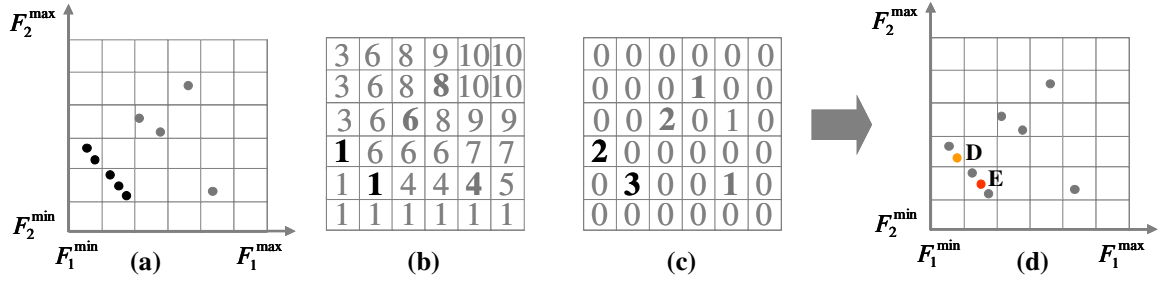 F₂ᵐᵃˣ
F₂ᵐⁱⁿ
F₁ᵐⁱⁿ
F₁ᵐᵃˣ
(a)
3 6 8 9 10 10
3 6 8 8 10 10
3 6 6 8 9 9
1 6 6 6 7 7
1 1 4 4 4 5
1 1 1 1 1 1
(b)
0 0 0 0 0 0
0 0 0 1 0 0
0 0 2 0 1 0
2 0 0 0 0 0
0 3 0 0 1 0
0 0 0 0 0 0
(c)
F₂ᵐᵃˣ
D
E
F₂ᵐⁱⁿ
F₁ᵐⁱⁿ
F₁ᵐᵃˣ
(d)